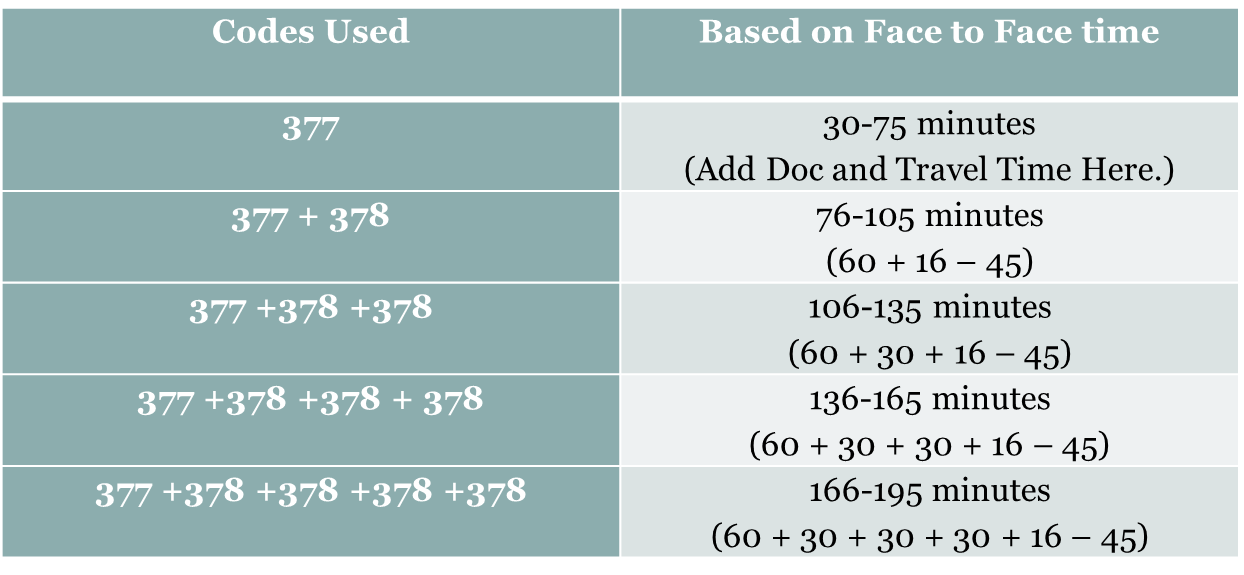 Codes Used
Based on Face to Face time
377
30-75 minutes
(Add Doc and Travel Time Here.)
377 + 378
76-105 minutes
(60 + 16 – 45)
377 +378 +378
106-135 minutes
(60 + 30 + 16 – 45)
377 +378 +378 + 378
136-165 minutes
(60 + 30 + 30 + 16 – 45)
377 +378 +378 +378 +378
166-195 minutes
(60 + 30 + 30 + 30 + 16 – 45)